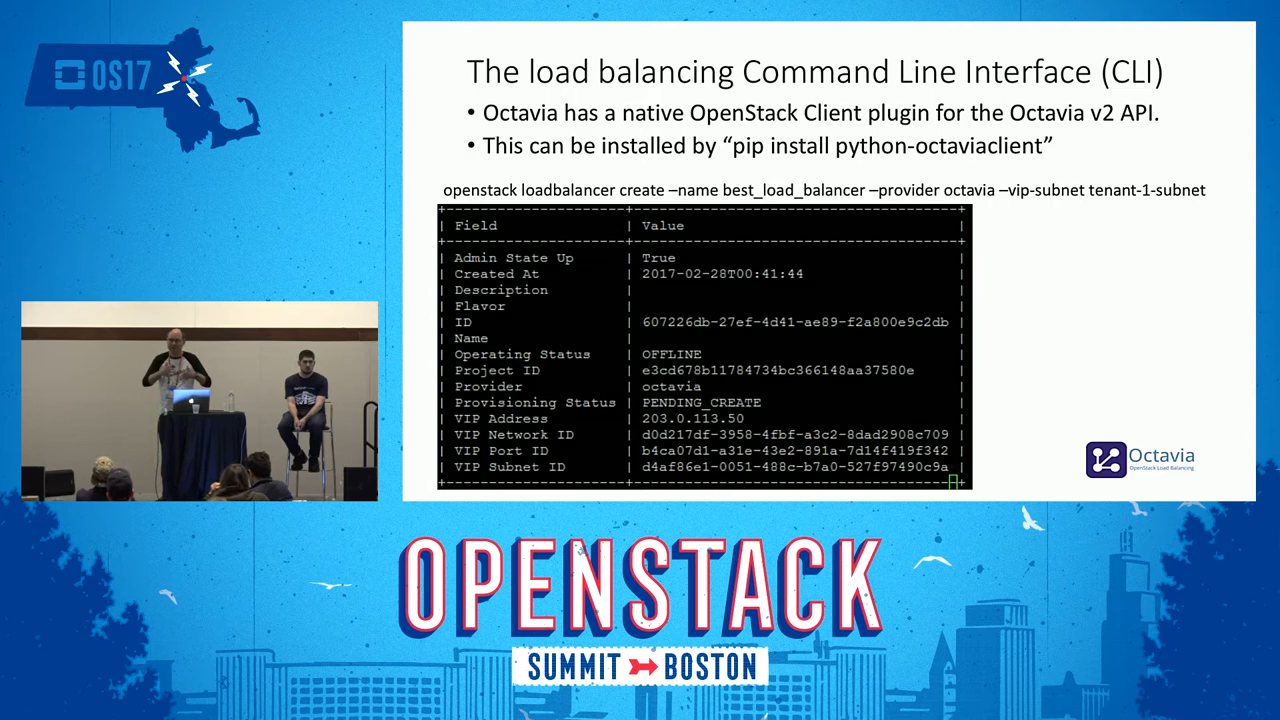 OS17
The load balancing Command Line Interface (CLI)
• Octavia has a native OpenStack Client plugin for the Octavia v2 API.
• This can be installed by “pip install python-octaviaclient”
openstack loadbalancer create –name best_load_balancer –provider octavia –vip-subnet tenant-1-subnet
Field | Value
Admin State Up | True
Created At | 2017-02-28T00:41:44
Description |
Flavor |
ID | 607226db-27ef-4d41-ae89-f2a800e9c2db
Name |
Operating Status | OFFLINE
Project ID | e3cd678b11784734bc366148aa37580e
Provider | octavia
Provisioning Status | PENDING_CREATE
VIP Address | 203.0.113.50
VIP Network ID | d0d217df-3958-4fbf-a3c2-8dad2908c709
VIP Port ID | b4ca07d1-a31e-43e2-891a-7d14f419f342
VIP Subnet ID | d4af86e1-0051-488c-b7a0-527f97490c9a
Octavia
OpenStack Load Balancing
OPENSTACK
SUMMIT BOSTON